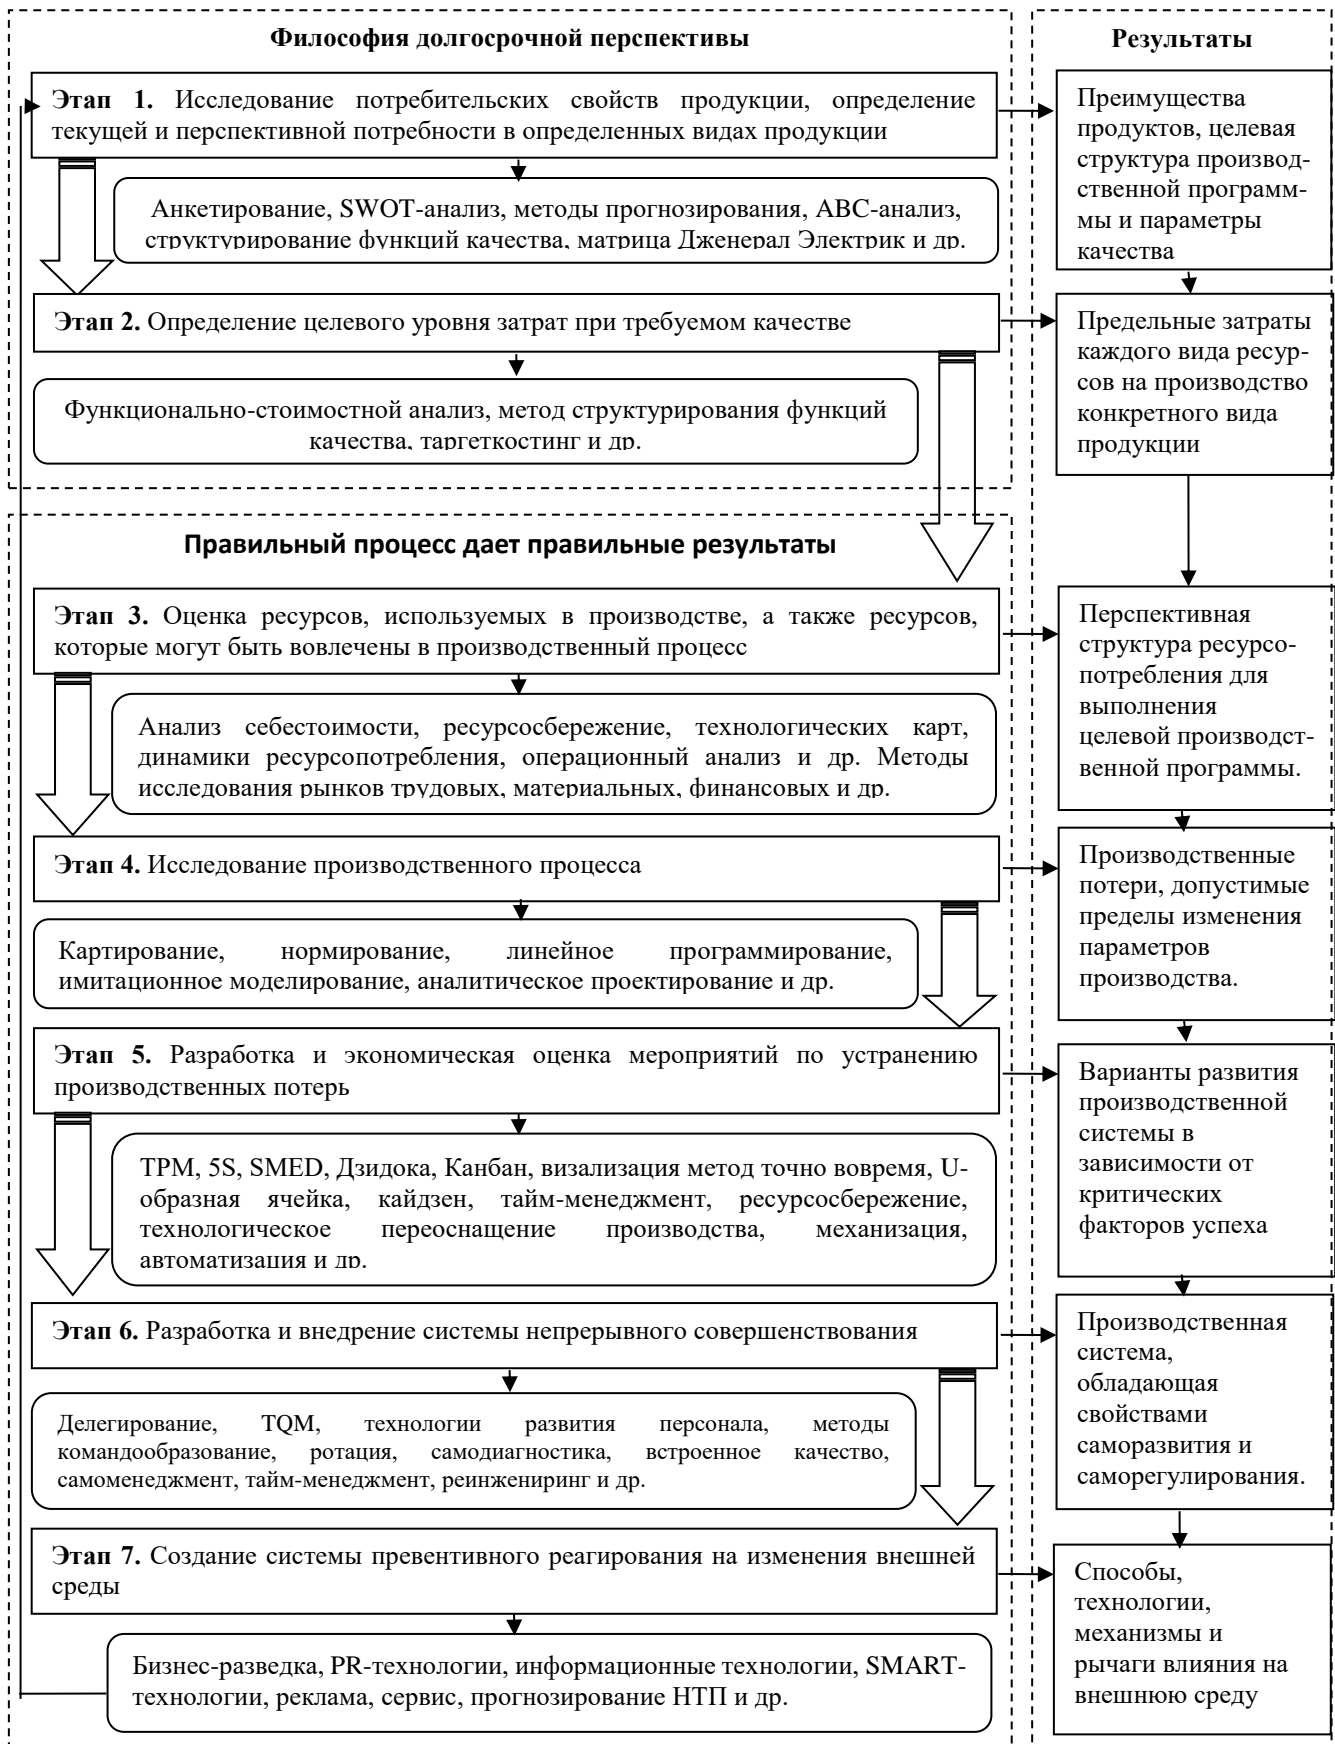 Философия долгосрочной перспективы
Этап 1. Исследование потребительских свойств продукции, определение
текущей и перспективной потребности в определенных видах продукции
Анкетирование, SWOT-анализ, методы прогнозирования, ABC-анализ,
структурирование функций качества, матрица Дженерал Электрик и др.
Этап 2. Определение целевого уровня затрат при требуемом качестве
Функционально-стоимостной анализ, метод структурирования функций
качества, таргеткостинг и др.
Правильный процесс дает правильные результаты
Этап 3. Оценка ресурсов, используемых в производстве, а также ресурсов,
которые могут быть вовлечены в производственный процесс
Анализ себестоимости, ресурсосбережение, технологических карт,
динамики ресурсопотребления, операционный анализ и др. Методы
исследования рынков трудовых, материальных, финансовых и др.
Этап 4. Исследование производственного процесса
Картирование, нормирование, линейное программирование,
имитационное моделирование, аналитическое проектирование и др.
Этап 5. Разработка и экономическая оценка мероприятий по устранению
производственных потерь
TPM, 5S, SMED, Дзидока, Канбан, визализация метод точно вовремя, U-
образная ячейка, кайдзен, тайм-менеджмент, ресурсосбережение,
технологическое переоснащение производства, механизация,
автоматизация и др.
Этап 6. Разработка и внедрение системы непрерывного совершенствования
Делегирование, TQM, технологии развития персонала, методы
командообразование, ротация, самодиагностика, встроенное качество,
самоменеджмент, тайм-менеджмент, реинжениринг и др.
Этап 7. Создание системы превентивного реагирования на изменения внешней
среды
Бизнес-разведка, PR-технологии, информационные технологии, SMART-
технологии, реклама, сервис, прогнозирование НТП и др.
Результаты
Преимущества
продуктов, целевая
структура производ-
ственной програм-
мы и параметры
качества
Предельные затраты
каждого вида ресур-
сов на производство
конкретного вида
продукции
Перспективная
структура ресурсо-
потребления для
выполнения
целевой производст-
венной программы.
Производственные
потери, допустимые
пределы изменения
параметров
производства.
Варианты развития
производственной
системы в
зависимости от
критических
факторов успеха
Производственная
система,
обладающая
свойствами
саморазвития и
саморегулирования.
Способы,
технологии,
механизмы и
рычаги влияния на
внешнюю среду